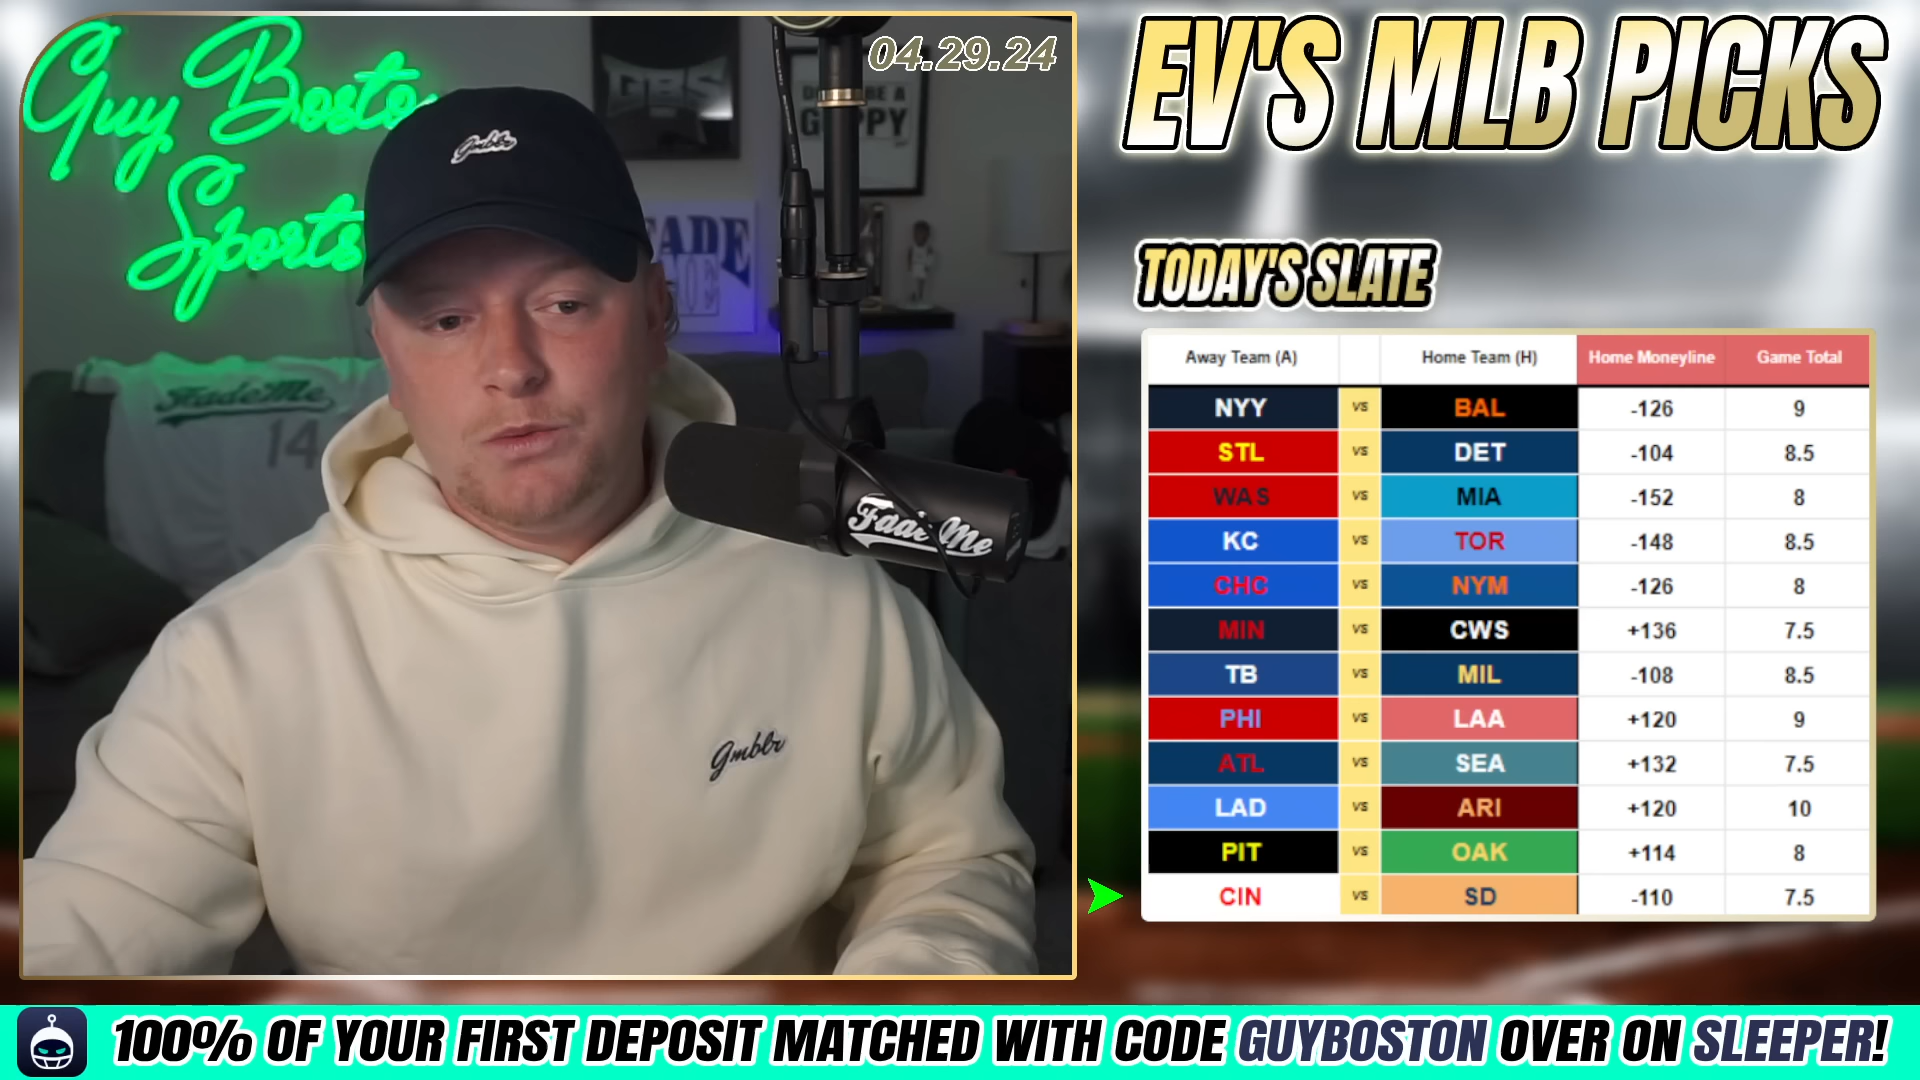 Guy Boston
Sports
04.29.24
GBS
Gmblr
FADE
ME
FadeMe
14
Fade Me
Gmblr
EV'S MLB PICKS
TODAY'S SLATE
Away Team (A) Home Team (H) Home Moneyline Game Total
NYY vs BAL -126 9
STL vs DET -104 8.5
WAS vs MIA -152 8
KC vs TOR -148 8.5
CHC vs NYM -126 8
MIN vs CWS +136 7.5
TB vs MIL -108 8.5
PHI vs LAA +120 9
ATL vs SEA +132 7.5
LAD vs ARI +120 10
PIT vs OAK +114 8
CIN vs SD -110 7.5
100% OF YOUR FIRST DEPOSIT MATCHED WITH CODE GUYBOSTON OVER ON SLEEPER!